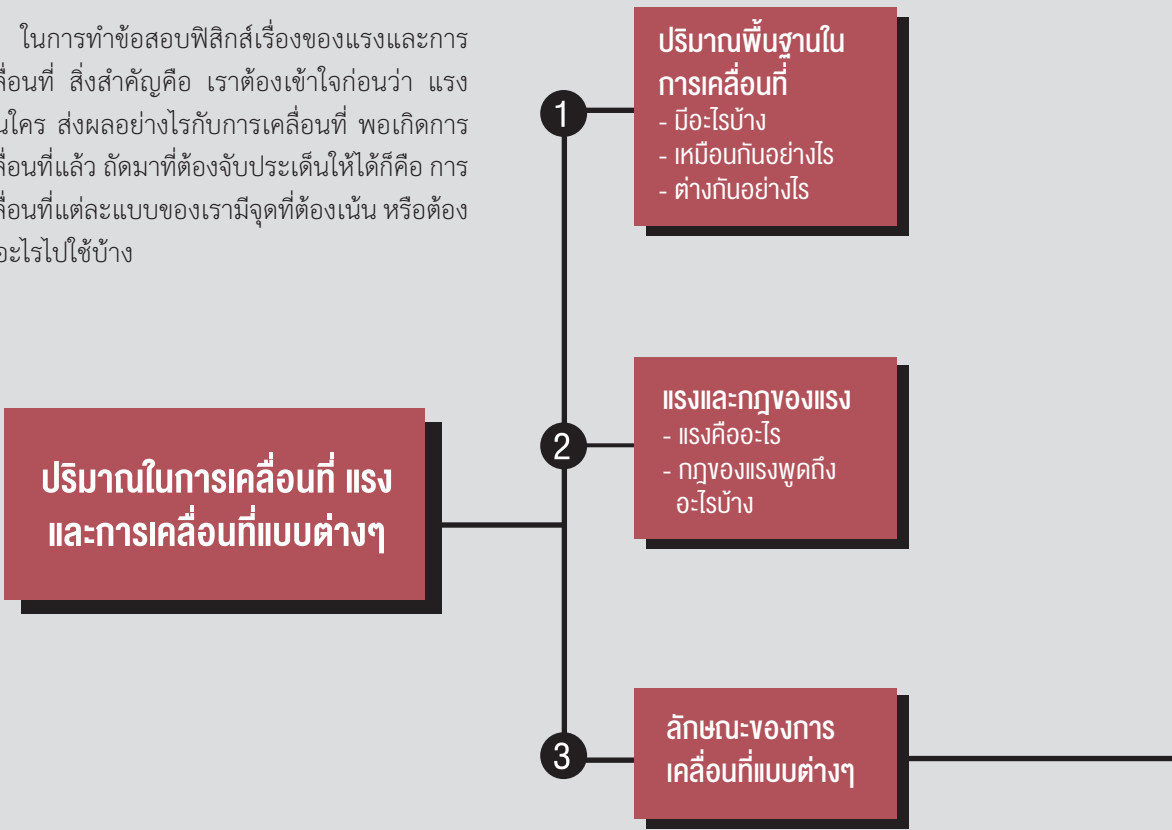 ในการทำข้อสอบฟิสิกส์เรื่องของแรงและการ
ลื่อนที่ สิ่งสำคัญคือ เราต้องเข้าใจก่อนว่า แรง
นใคร ส่งผลอย่างไรกับการเคลื่อนที่ พอเกิดการ
ลื่อนที่แล้ว ถัดมาที่ต้องจับประเด็นให้ได้ก็คือ การ
ลื่อนที่แต่ละแบบของเรามีจุดที่ต้องเน้น หรือต้อง
อะไรไปใช้บ้าง
ปริมาณในการเคลื่อนที่ แรง
และการเคลื่อนที่แบบต่างๆ
1
ปริมาณพื้นฐานใน
การเคลื่อนที่
- มีอะไรบ้าง
- เหมือนกันอย่างไร
- ต่างกันอย่างไร
2
แรงและกฎของแรง
- แรงคืออะไร
- กฎของแรงพูดถึง
อะไรบ้าง
3
ลักษณะของการ
เคลื่อนที่แบบต่างๆ